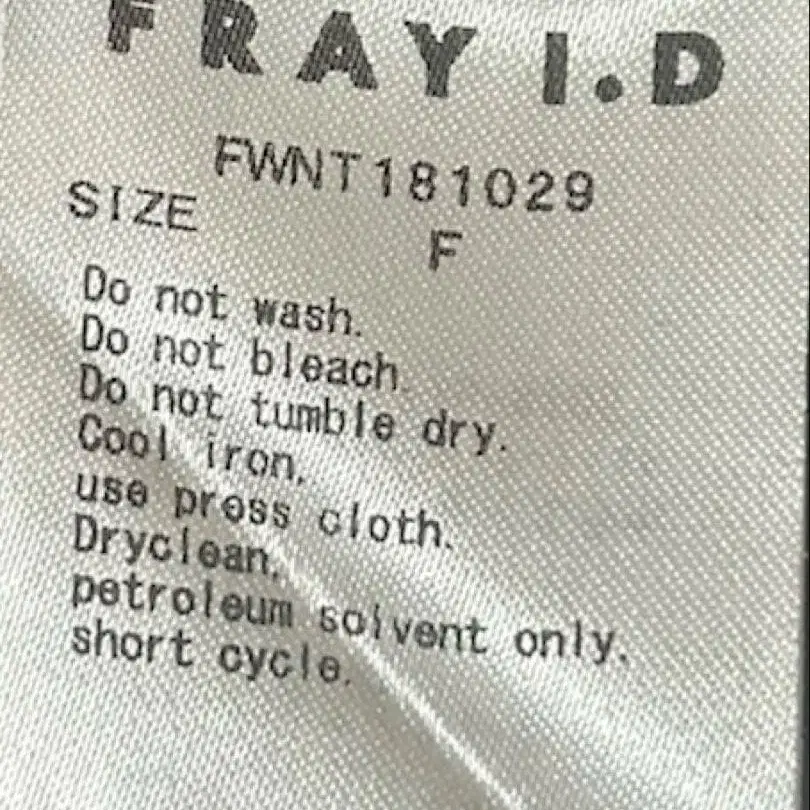 FRAY I.D
FWNT181029
SIZE
F
Do not wash.
Do not bleach.
Do not tumble dry.
Cool iron.
use press cloth.
Dryclean.
petroleum solvent only.
short cycle.